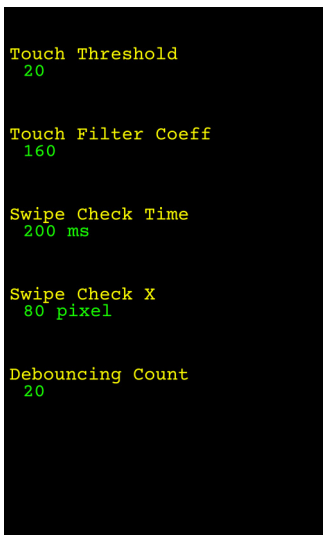 Touch Threshold
20
Touch Filter Coeff
160
Swipe Check Time
200 ms
Swipe Check X
80 pixel
Debouncing Count
20